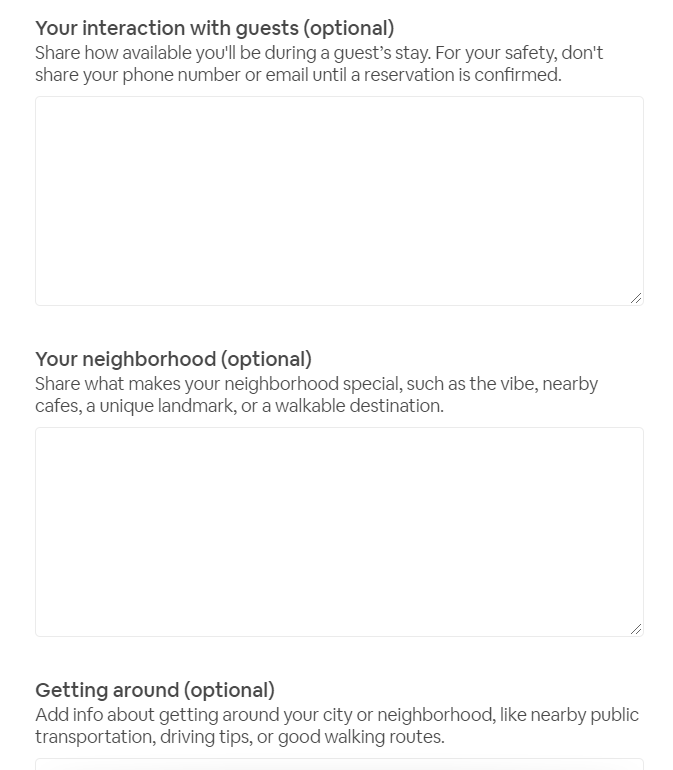 Your interaction with guests (optional)
Share how available you'll be during a guest’s stay. For your safety, don't
share your phone number or email until a reservation is confirmed.
Your neighborhood (optional)
Share what makes your neighborhood special, such as the vibe, nearby
cafes, a unique landmark, or a walkable destination.
Getting around (optional)
Add info about getting around your city or neighborhood, like nearby public
transportation, driving tips, or good walking routes.